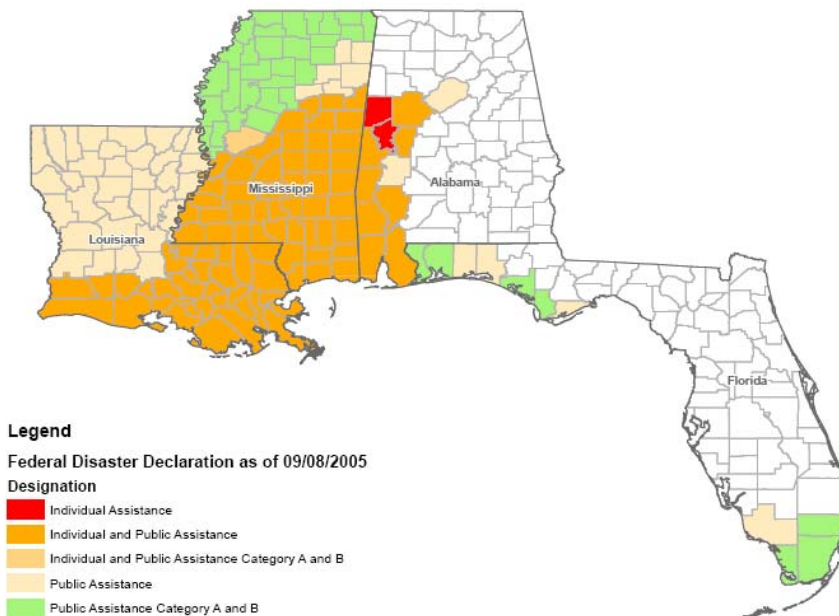 Mississippi
Alabama
Louisiana
Florida
Legend
Federal Disaster Declaration as of 09/08/2005
Designation
Individual Assistance
Individual and Public Assistance
Individual and Public Assistance Category A and B
Public Assistance
Public Assistance Category A and B